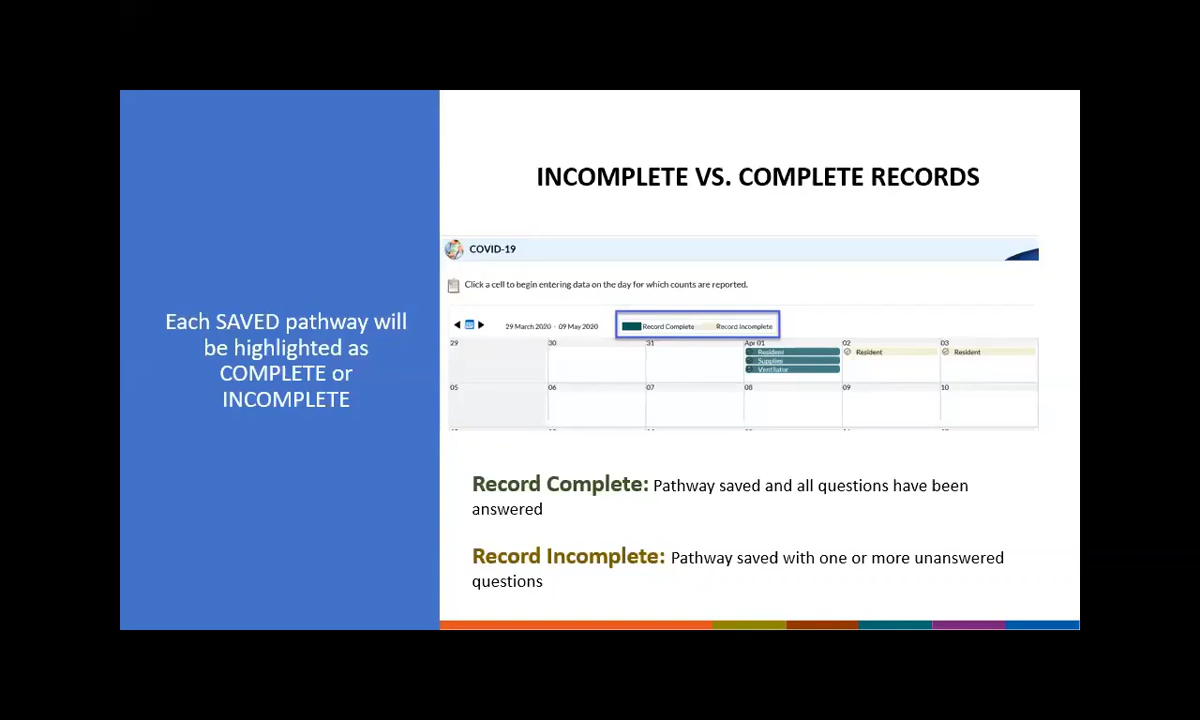 Each SAVED pathway will
be highlighted as
COMPLETE or
INCOMPLETE
INCOMPLETE VS. COMPLETE RECORDS
COVID-19
Click a cell to begin entering data on the day for which counts are reported.
29 March 2020 - 09 May 2020
Record Complete
Record Incomplete
29 30 31 Apr 01 02 03
Resident Resident Resident
Supplies
Ventilator
05 06 07 08 09 10
Record Complete: Pathway saved and all questions have been
answered
Record Incomplete: Pathway saved with one or more unanswered
questions